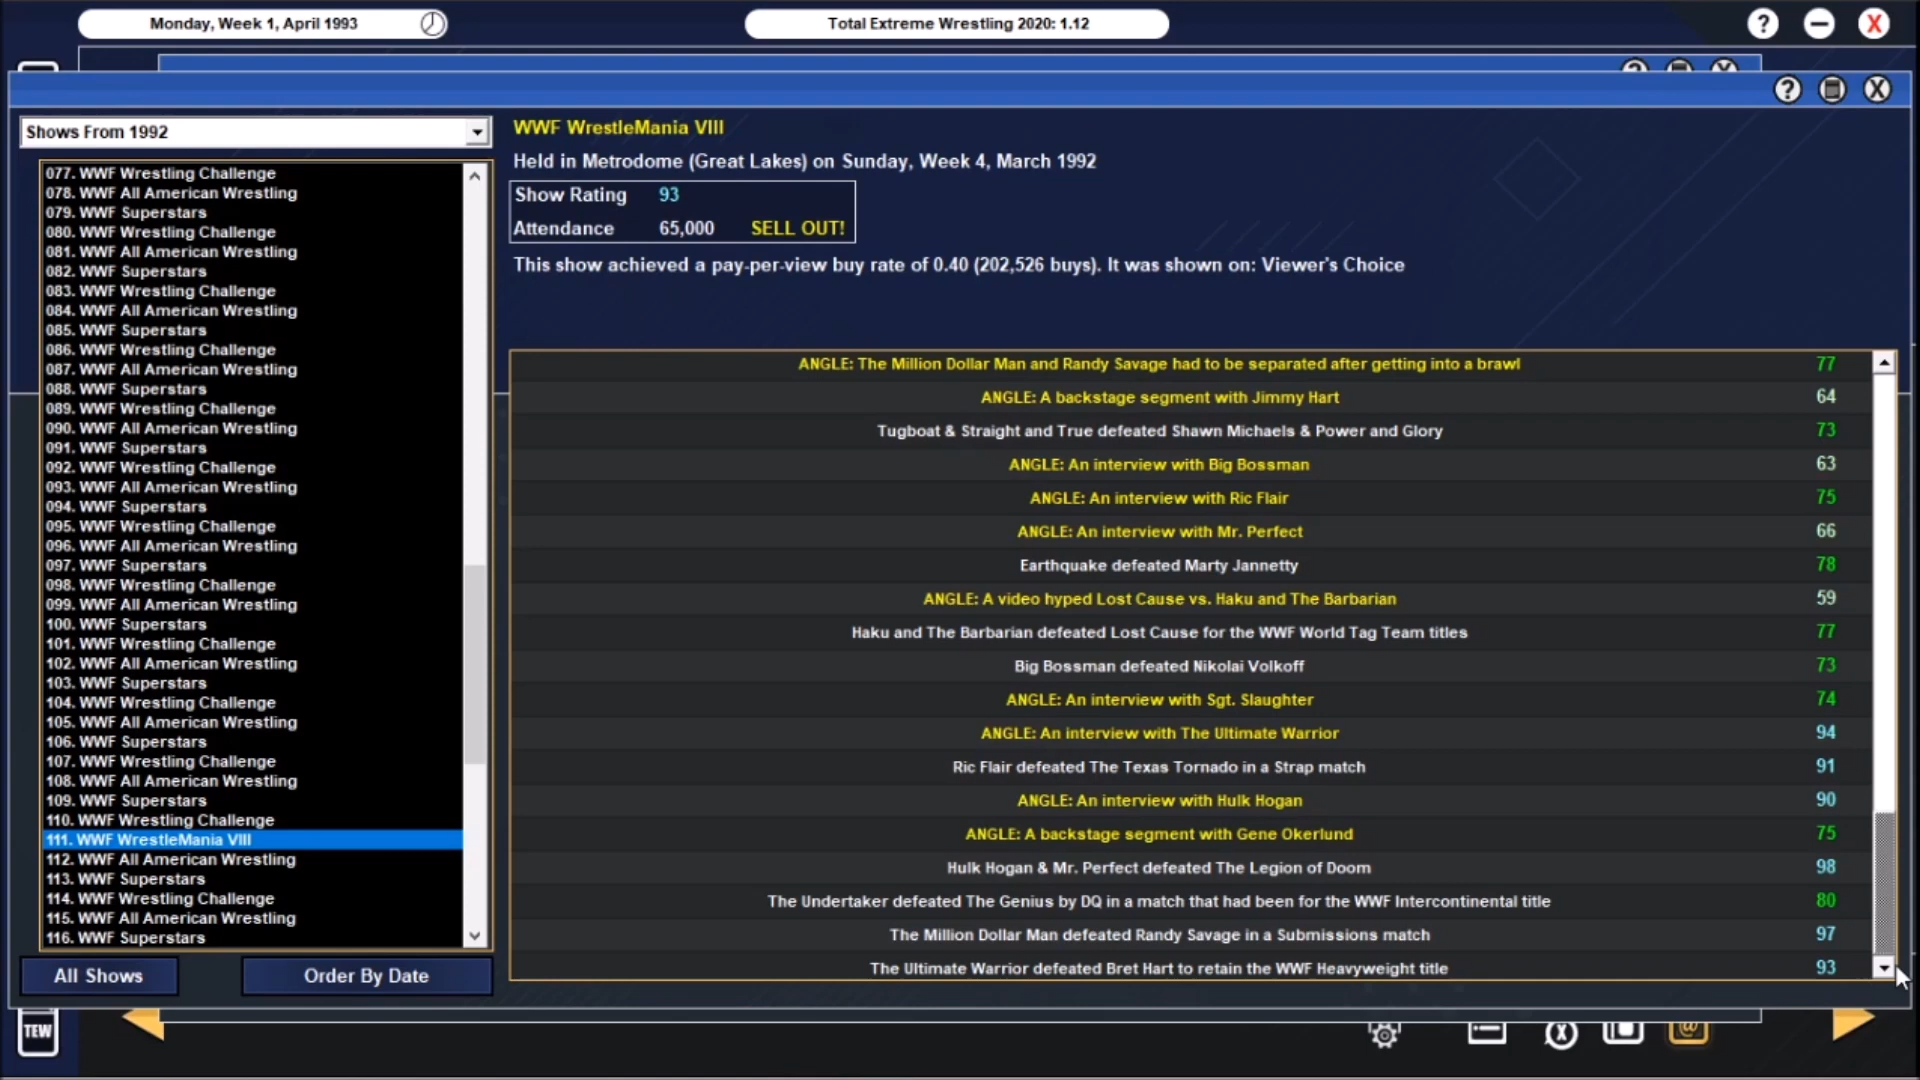 Monday, Week 1, April 1993
Total Extreme Wrestling 2020: 1.12
? X
? X
? X
Shows From 1992
077. WWF Wrestling Challenge
078. WWF All American Wrestling
079. WWF Superstars
080. WWF Wrestling Challenge
081. WWF All American Wrestling
082. WWF Superstars
083. WWF Wrestling Challenge
084. WWF All American Wrestling
085. WWF Superstars
086. WWF Wrestling Challenge
087. WWF All American Wrestling
088. WWF Superstars
089. WWF Wrestling Challenge
090. WWF All American Wrestling
091. WWF Superstars
092. WWF Wrestling Challenge
093. WWF All American Wrestling
094. WWF Superstars
095. WWF Wrestling Challenge
096. WWF All American Wrestling
097. WWF Superstars
098. WWF Wrestling Challenge
099. WWF All American Wrestling
100. WWF Superstars
101. WWF Wrestling Challenge
102. WWF All American Wrestling
103. WWF Superstars
104. WWF Wrestling Challenge
105. WWF All American Wrestling
106. WWF Superstars
107. WWF Wrestling Challenge
108. WWF All American Wrestling
109. WWF Superstars
110. WWF Wrestling Challenge
111. WWF WrestleMania VIII
112. WWF All American Wrestling
113. WWF Superstars
114. WWF Wrestling Challenge
115. WWF All American Wrestling
116. WWF Superstars
All Shows
Order By Date
WWF WrestleMania VIII
Held in Metrodome (Great Lakes) on Sunday, Week 4, March 1992
Show Rating 93
Attendance 65,000 SELL OUT!
This show achieved a pay-per-view buy rate of 0.40 (202,526 buys). It was shown on: Viewer's Choice
ANGLE: The Million Dollar Man and Randy Savage had to be separated after getting into a brawl 77
ANGLE: A backstage segment with Jimmy Hart 64
Tugboat & Straight and True defeated Shawn Michaels & Power and Glory 73
ANGLE: An interview with Big Bossman 63
ANGLE: An interview with Ric Flair 75
ANGLE: An interview with Mr. Perfect 66
Earthquake defeated Marty Jannetty 78
ANGLE: A video hyped Lost Cause vs. Haku and The Barbarian 59
Haku and The Barbarian defeated Lost Cause for the WWF World Tag Team titles 77
Big Bossman defeated Nikolai Volkoff 73
ANGLE: An interview with Sgt. Slaughter 74
ANGLE: An interview with The Ultimate Warrior 94
Ric Flair defeated The Texas Tornado in a Strap match 91
ANGLE: An interview with Hulk Hogan 90
ANGLE: A backstage segment with Gene Okerlund 75
Hulk Hogan & Mr. Perfect defeated The Legion of Doom 98
The Undertaker defeated The Genius by DQ in a match that had been for the WWF Intercontinental title 80
The Million Dollar Man defeated Randy Savage in a Submissions match 97
The Ultimate Warrior defeated Bret Hart to retain the WWF Heavyweight title 93
TEW
X
@